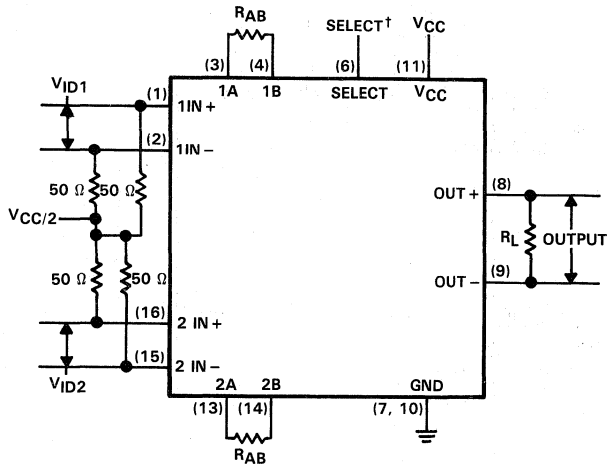 RAB
SELECT†
VCC
(3)
(4)
(6)
(11)
VID1
(1)
1A
1B
SELECT
VCC
1IN +
(2)
1IN −
50 Ω
50 Ω
OUT +
(8)
VCC/2
RL
OUTPUT
50 Ω
50 Ω
OUT −
(9)
(16)
2 IN +
(15)
2 IN −
VID2
2A
2B
GND
(13)
(14)
(7, 10)
RAB